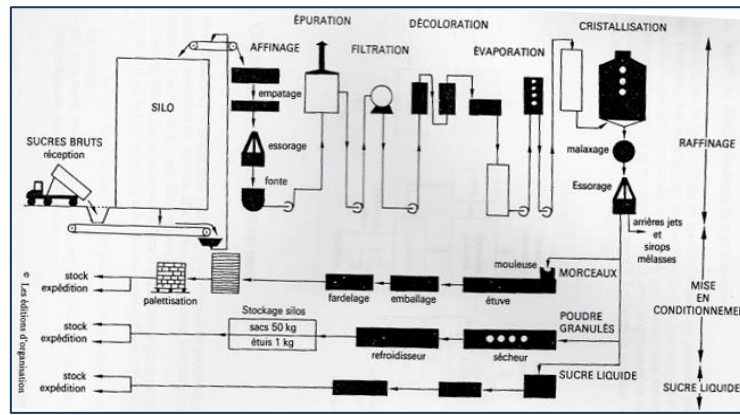 ÉPURATION
DÉCOLORATION
CRISTALLISATION
AFFINAGE
FILTRATION
ÉVAPORATION
empatage
SILO
SUCRES BRUTS
réception
essorage
fonte
malaxage
Essorage
RAFFINAGE
arrières jets
et
sirops
mélasses
mouleuse
MORCEAUX
stock
expédition
palettisation
fardelage
emballage
étuve
MISE
EN
CONDITIONNEME
Stockage silos
sacs 50 kg
étuis 1 kg
POUDRE
GRANULÉS
stock
expédition
refroidisseur
sécheur
SUCRE LIQUIDE
stock
expédition
SUCRE LIQUIDE
© Les éditions d'organisation